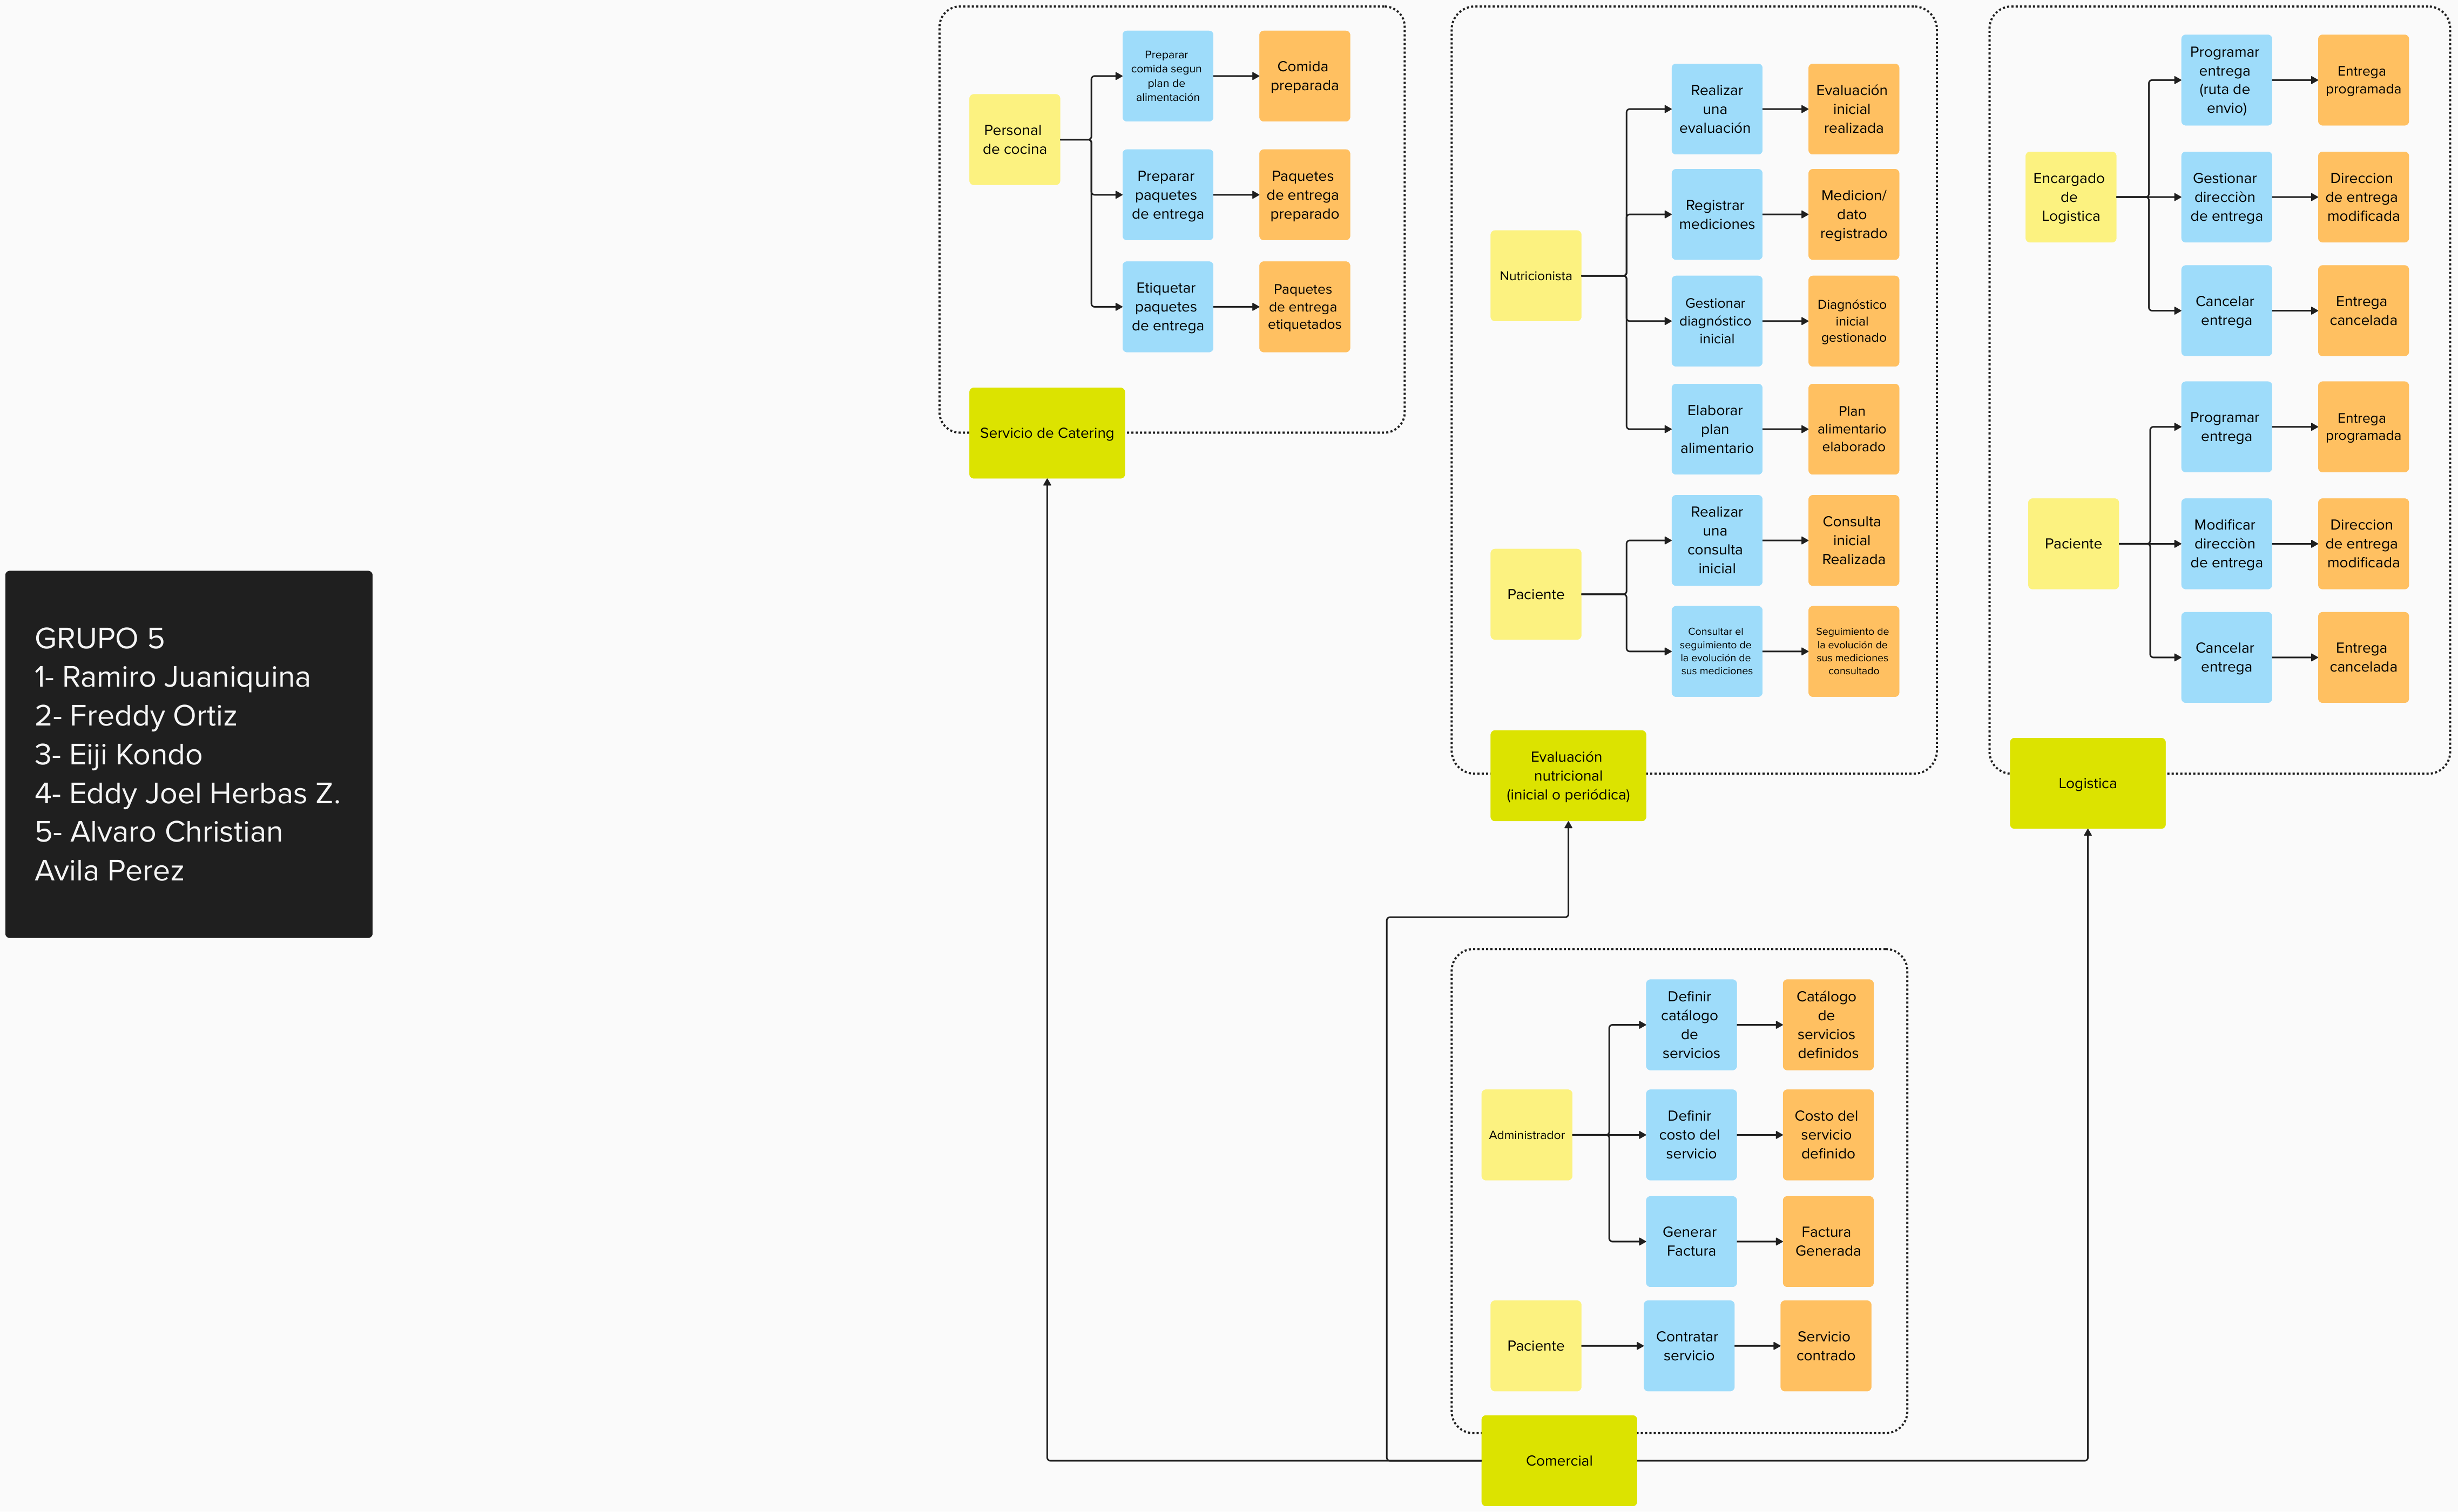 Preparar
comida segun
plan de
alimentación
Comida
preparada
Personal
de cocina
Preparar
paquetes
de entrega
Paquetes
de entrega
preparado
Etiquetar
paquetes
de entrega
Paquetes
de entrega
etiquetados
Servicio de Catering
Realizar
una
evaluación
Evaluación
inicial
realizada
Registrar
mediciones
Medicion/
dato
registrado
Nutricionista
Gestionar
diagnóstico
inicial
Diagnóstico
inicial
gestionado
Elaborar
plan
alimentario
Plan
alimentario
elaborado
Realizar
una
consulta
inicial
Consulta
inicial
Realizada
Paciente
Consultar el
seguimiento de
la evolución de
sus mediciones
Seguimiento de
la evolución de
sus mediciones
consultado
Evaluación
nutricional
(inicial o periódica)
Programar
entrega
(ruta de
envio)
Entrega
programada
Encargado
de
Logistica
Gestionar
direcciòn
de entrega
Direccion
de entrega
modificada
Cancelar
entrega
Entrega
cancelada
Programar
entrega
Entrega
programada
Paciente
Modificar
direcciòn
de entrega
Direccion
de entrega
modificada
Cancelar
entrega
Entrega
cancelada
Logistica
GRUPO 5
1- Ramiro Juaniquina
2- Freddy Ortiz
3- Eiji Kondo
4- Eddy Joel Herbas Z.
5- Alvaro Christian
Avila Perez
Definir
catálogo
de
servicios
Catálogo
de
servicios
definidos
Administrador
Definir
costo del
servicio
Costo del
servicio
definido
Generar
Factura
Factura
Generada
Paciente
Contratar
servicio
Servicio
contrado
Comercial